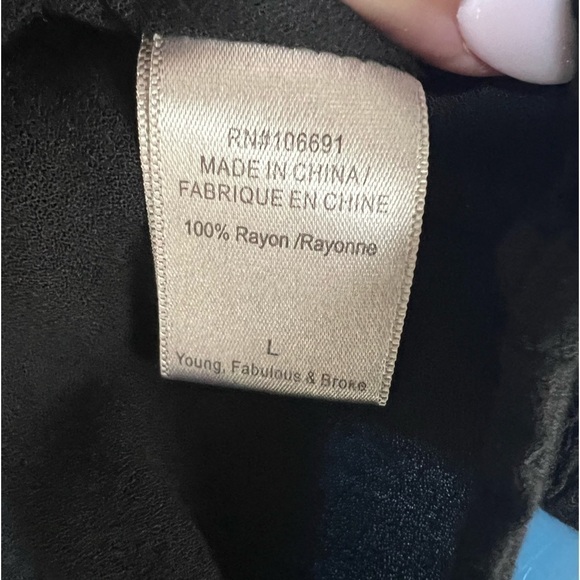 RN#106691
MADE IN CHINA/
FABRIQUE EN CHINE
100% Rayon /Rayonne
L
Young, Fabulous & Broke